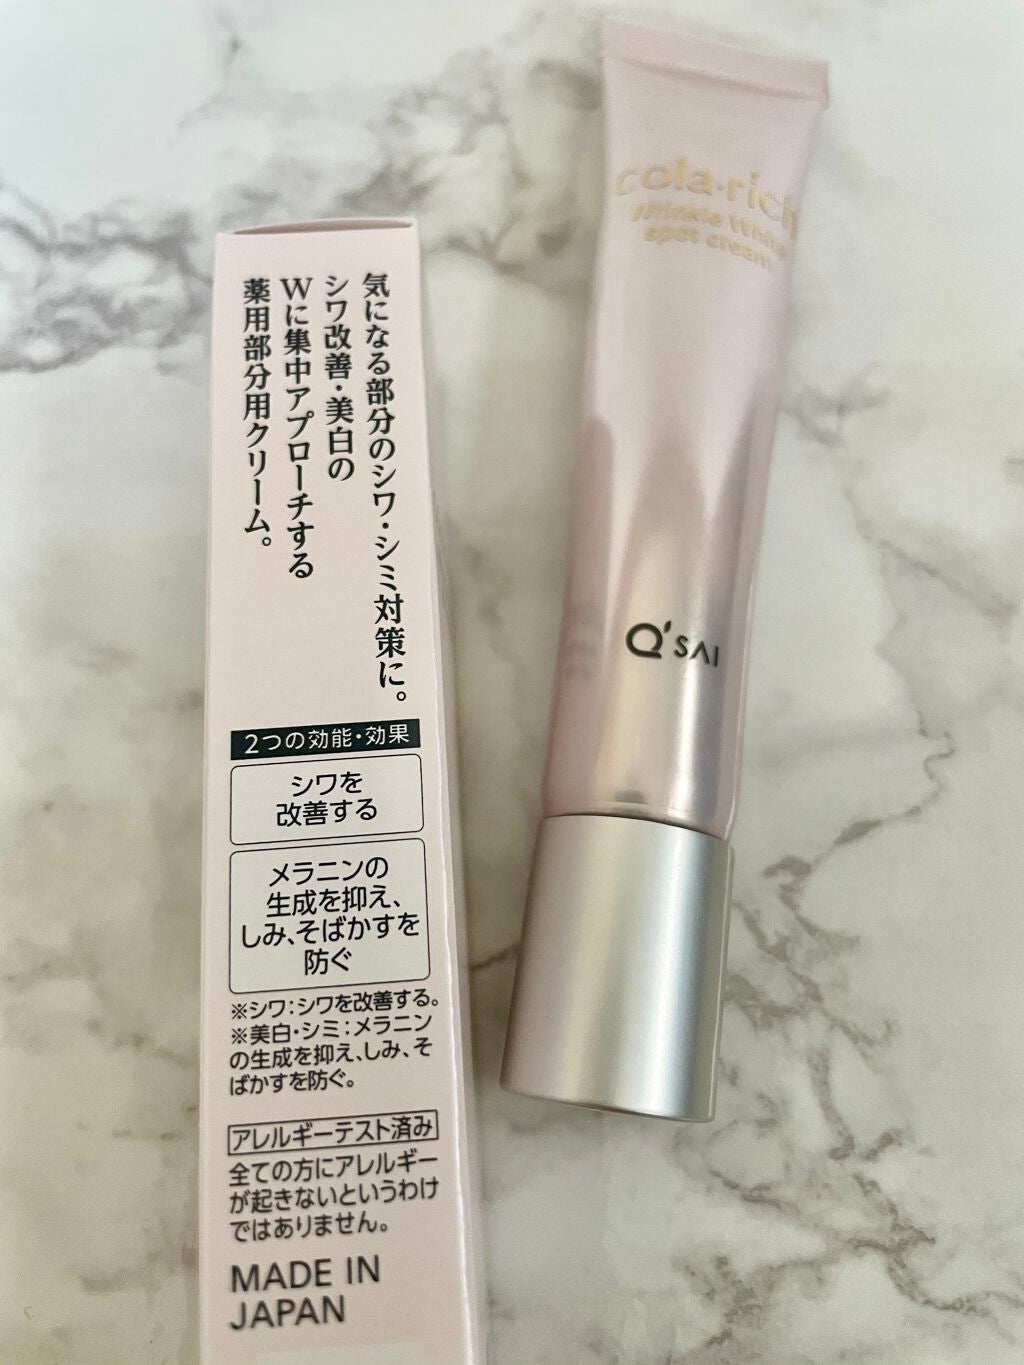 気になる部分のシワ・シミ対策に。
シワ改善・美白の
Wに集中アプローチする
薬用部分用クリーム。
2つの効能・効果
シワを
改善する
メラニンの
生成を抑え、
しみ、そばかすを
防ぐ
※シワ：シワを改善する。
※美白・シミ：メラニン
の生成を抑え、しみ、そ
ばかすを防ぐ。
アレルギーテスト済み
全ての方にアレルギー
が起きないというわけ
ではありません。
MADE IN
JAPAN
cola·rich
Wrinkle White
spot cream
Q'SAI